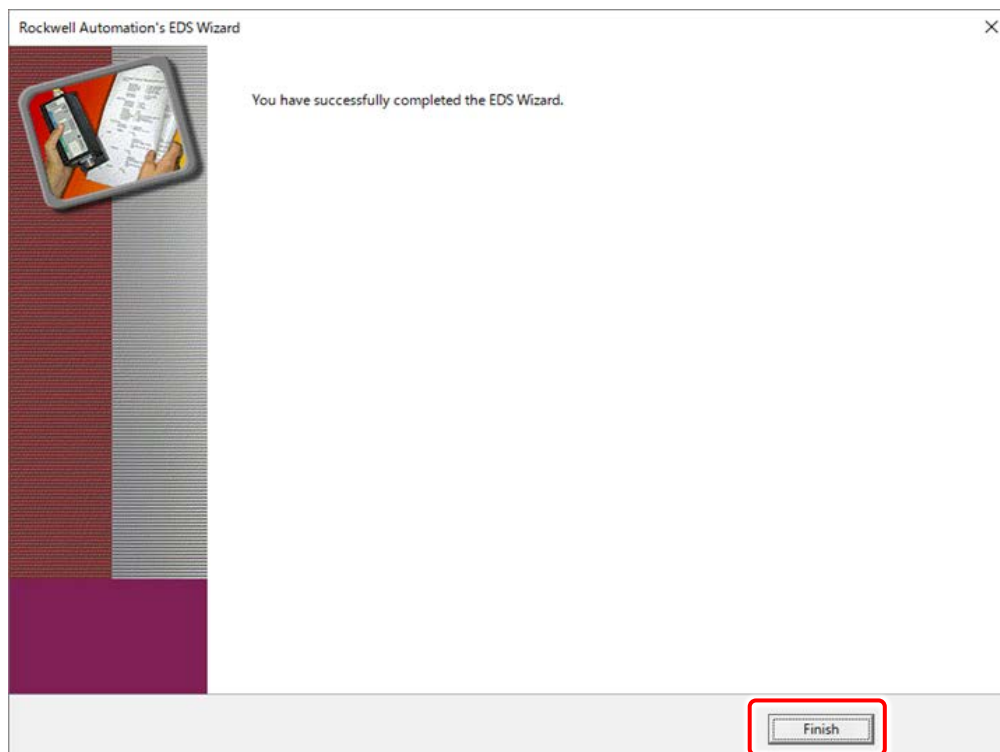 Rockwell Automation's EDS Wizard
You have successfully completed the EDS Wizard.
Finish